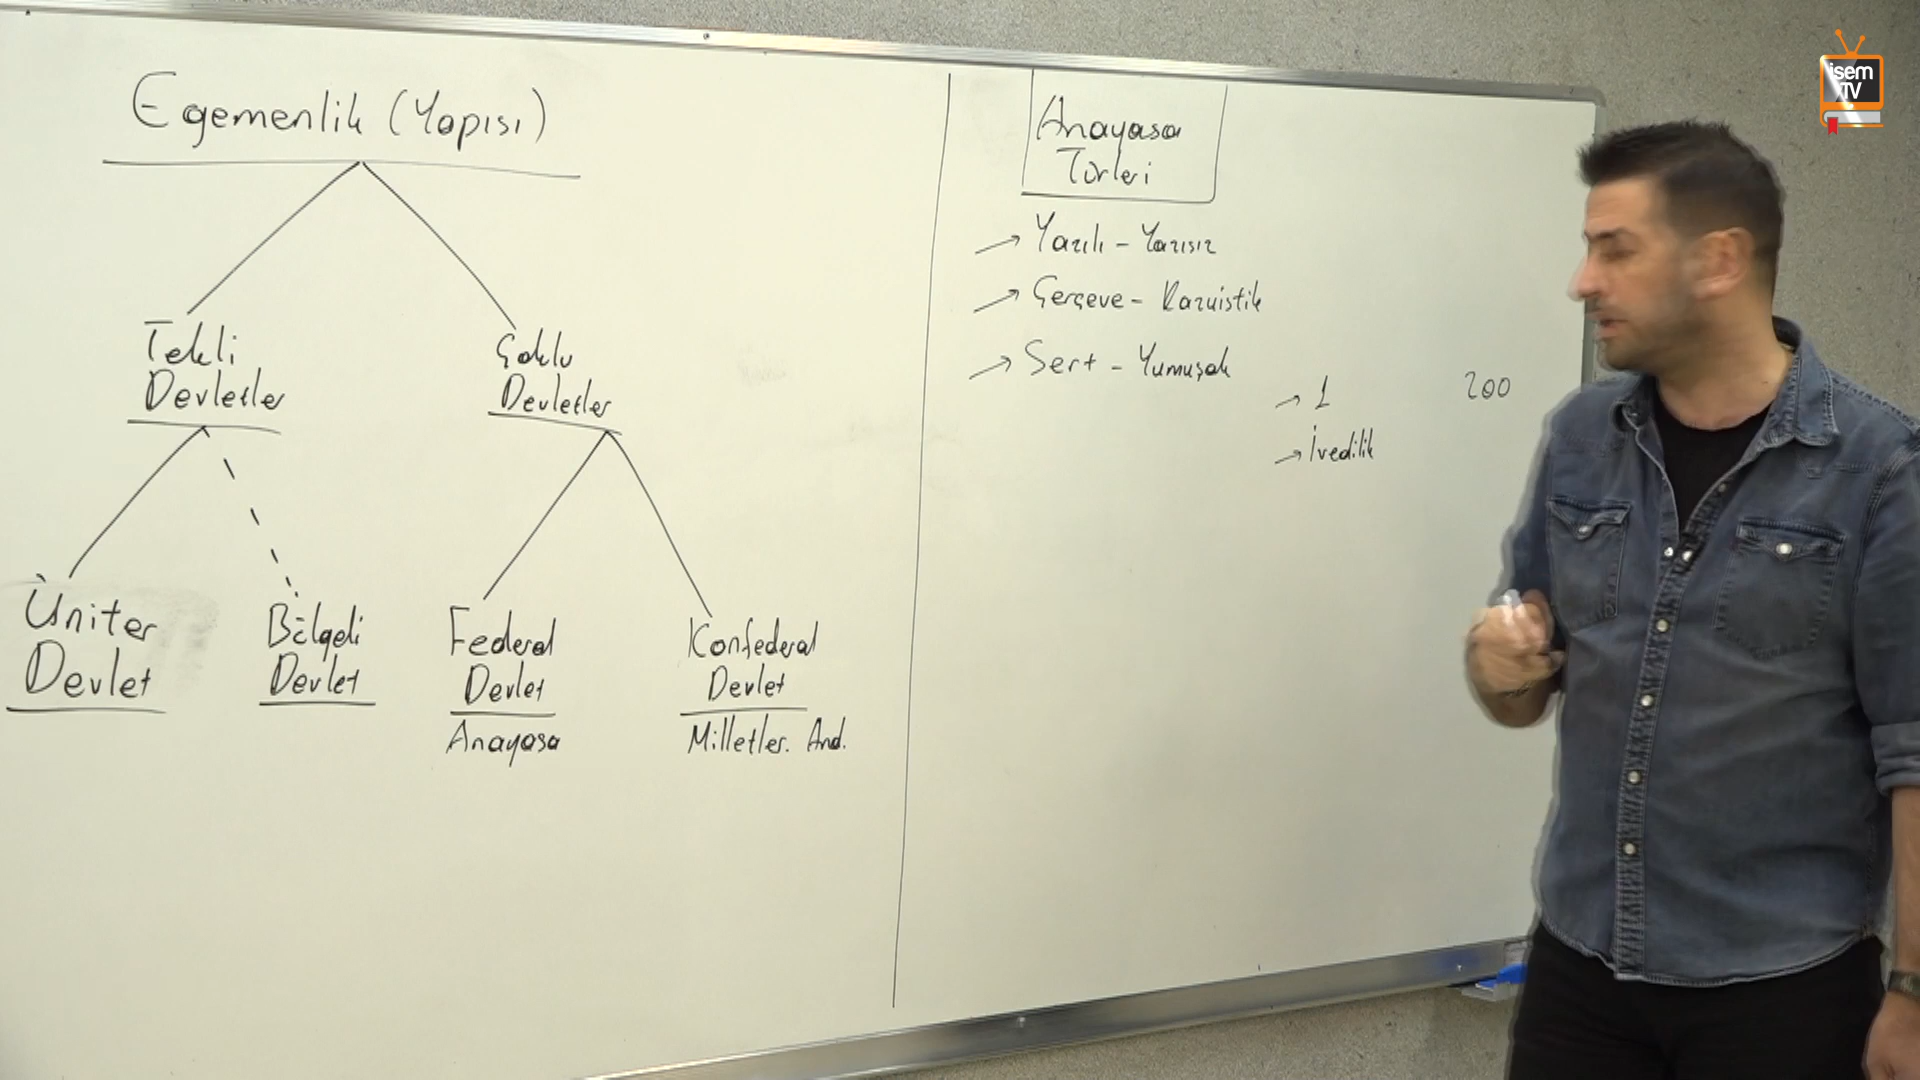 Egemenlik (Yapısı)
Tekli
Devletler
Çoklu
Devletler
Üniter
Devlet
Bölgeli
Devlet
Federal
Devlet
Anayasa
Konfederal
Devlet
Milletler. And.
Anayasa
Türleri
→ Yazılı - Yazısız
→ Çerçeve - Kazuistik
→ Sert - Yumuşak
→ 1
200
→ İvedilik
isem
TV